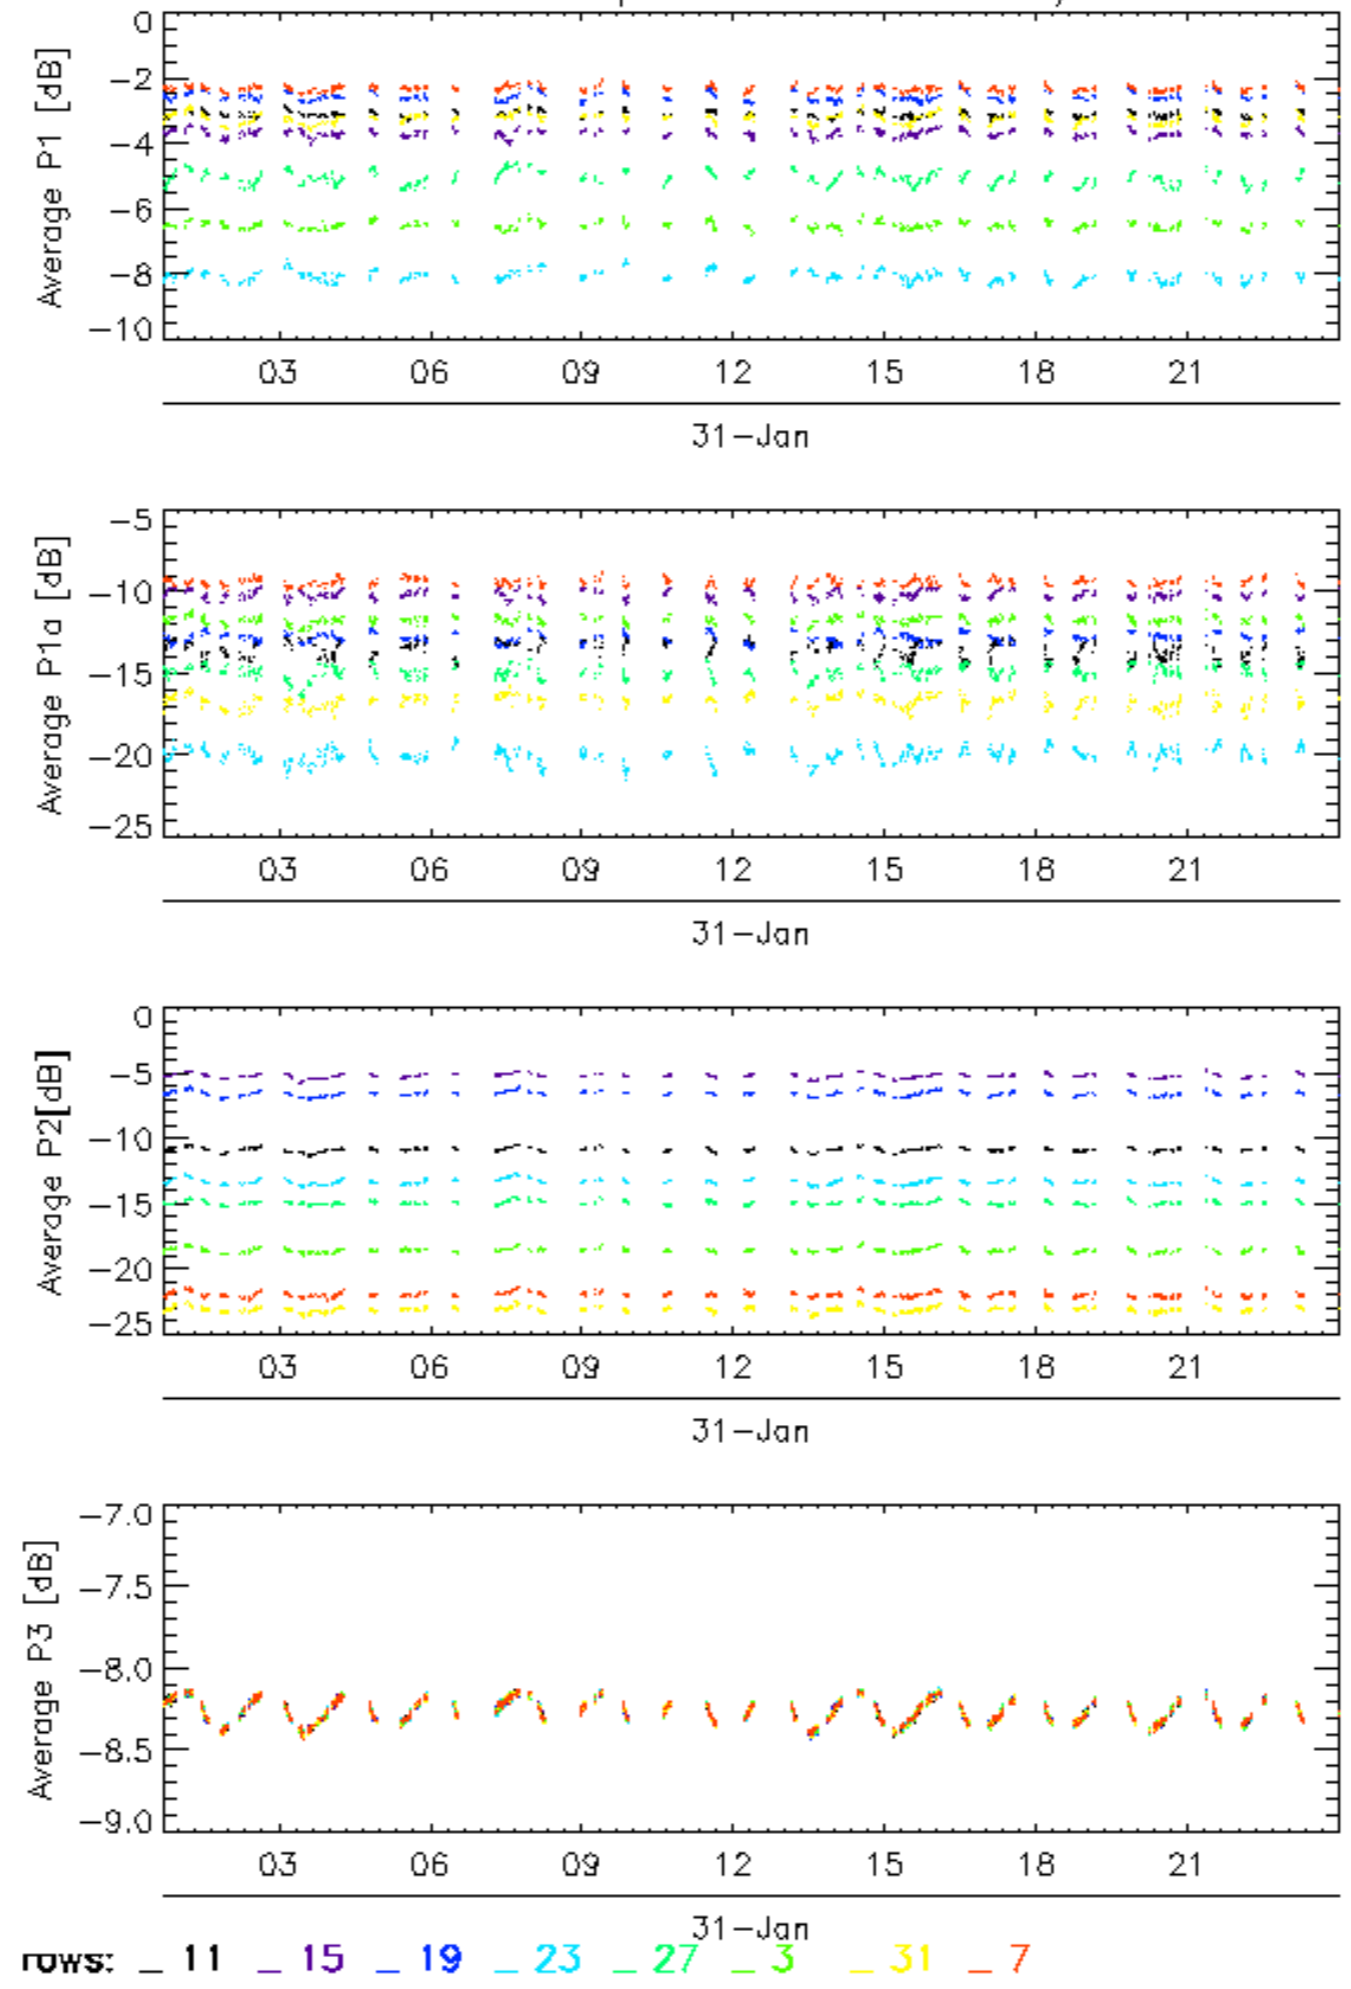 0
−2
−4
−6
−8
−10
Average P1 [dB]
03 06 09 12 15 18 21
31−Jan
−5
−10
−15
−20
−25
Average P1a [dB]
03 06 09 12 15 18 21
31−Jan
0
−5
−10
−15
−20
−25
Average P2[dB]
03 06 09 12 15 18 21
31−Jan
−7.0
−7.5
−8.0
−8.5
−9.0
Average P3 [dB]
03 06 09 12 15 18 21
31−Jan
rows: _ 11 _ 15 _ 19 _ 23 _ 27 _ 3 _ 31 _ 7